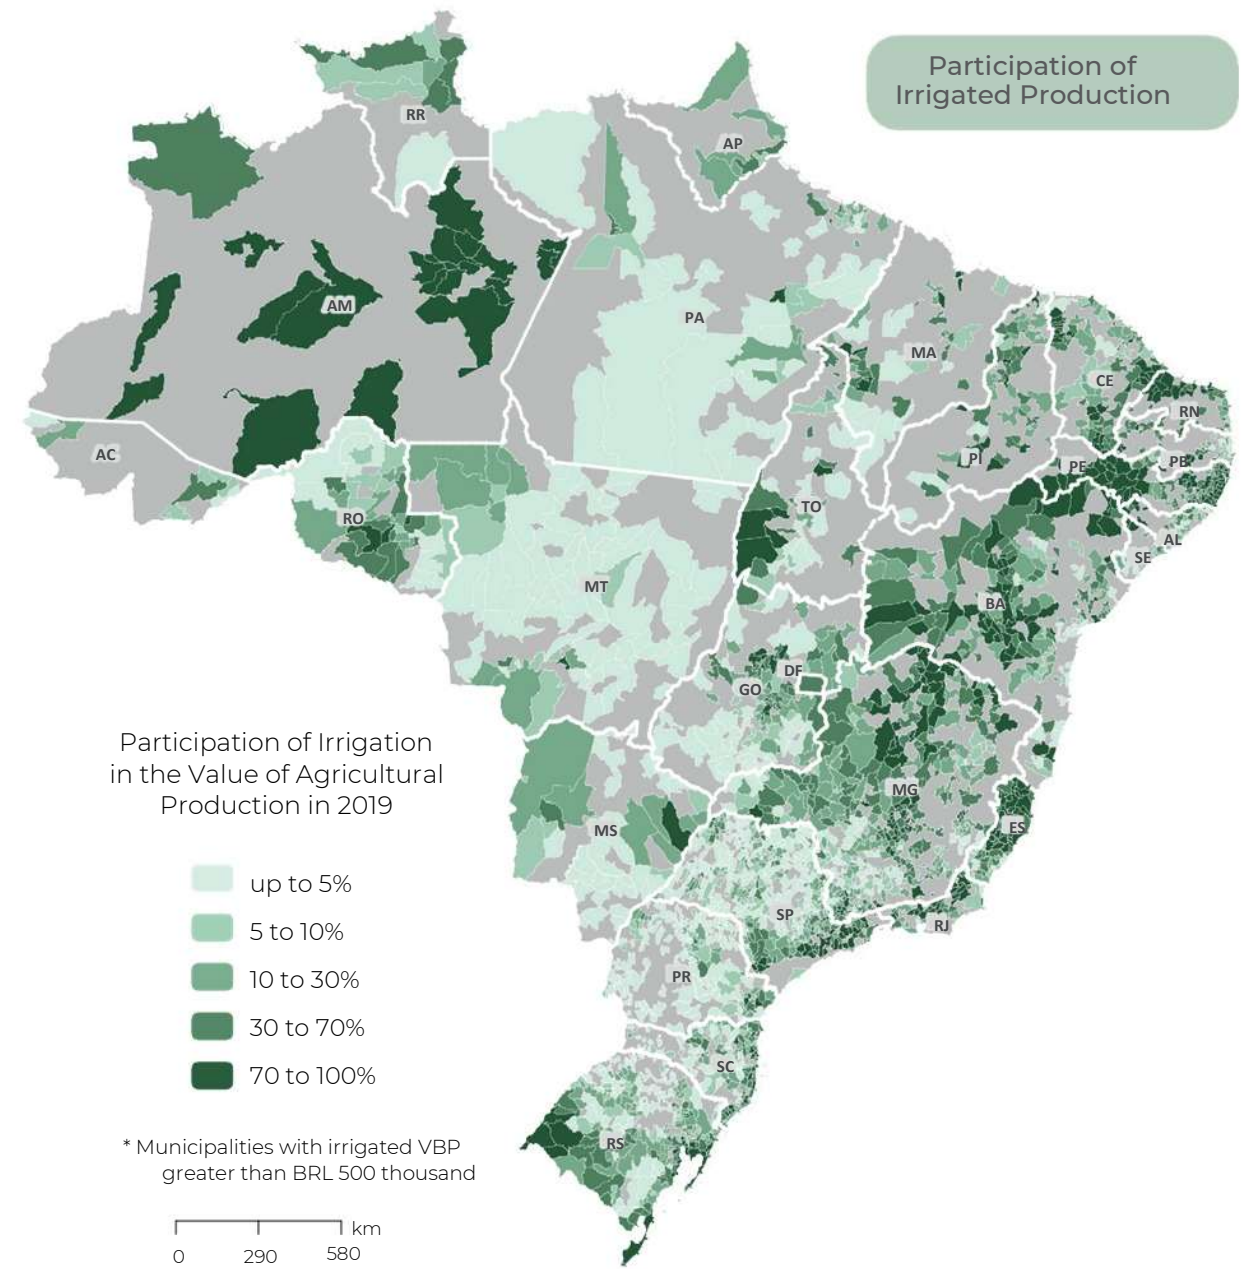 Participation of
Irrigated Production
RR
AP
AM
PA
MA
CE
RN
AC
PI
PE
PB
TO
RO
AL
SE
MT
BA
DF
GO
Participation of Irrigation
in the Value of Agricultural
Production in 2019
MG
MS
ES
up to 5%
SP
5 to 10%
RJ
10 to 30%
PR
30 to 70%
70 to 100%
SC
* Municipalities with irrigated VBP
greater than BRL 500 thousand
RS
km
0 290 580